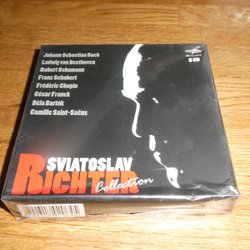 Johann Sebastian Bach
Ludwig van Beethoven
Robert Schumann
Franz Schubert
Frédéric Chopin
César Franck
Béla Bartók
Camille Saint-Saëns
6 CD
SVIATOSLAV
RICHTER
Collection